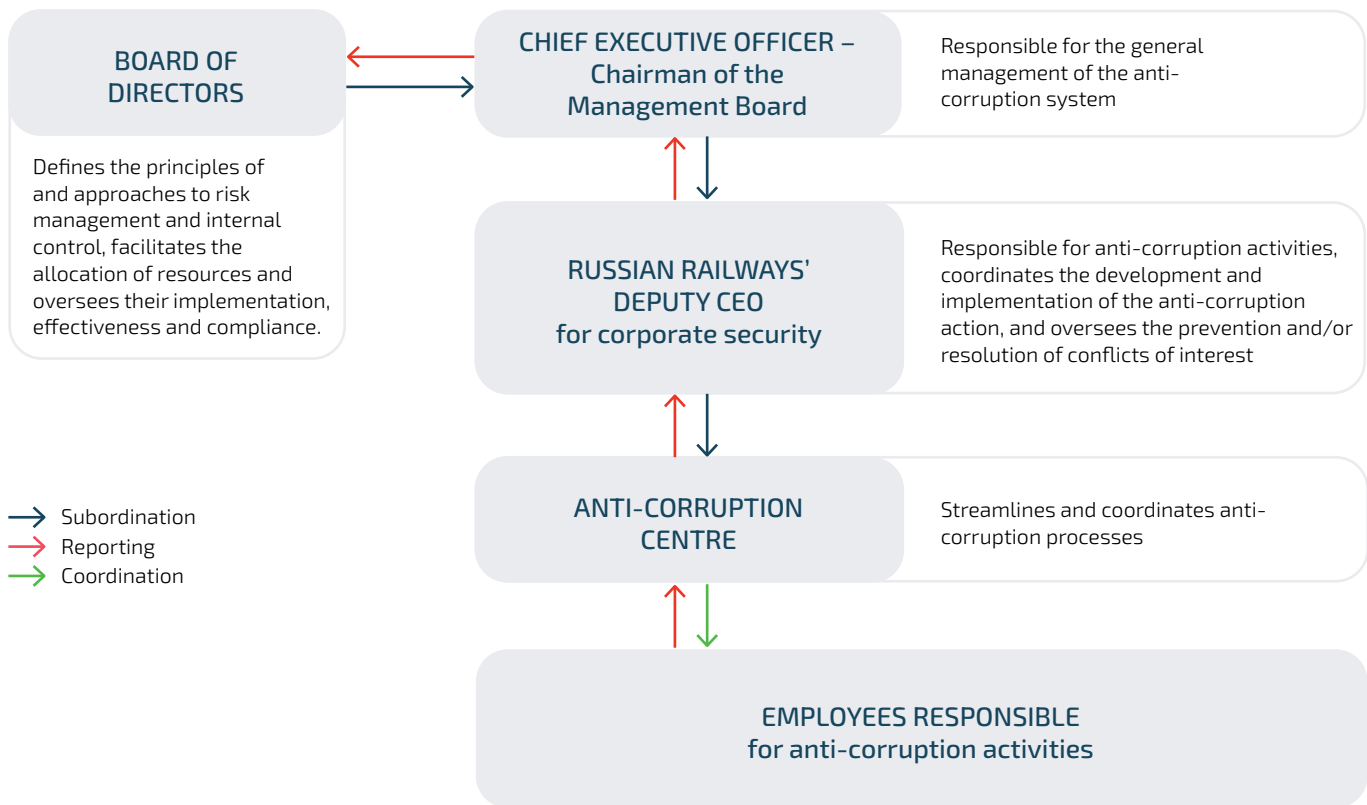 BOARD OF
DIRECTORS
Defines the principles of
and approaches to risk
management and internal
control, facilitates the
allocation of resources and
oversees their implementation,
effectiveness and compliance.
CHIEF EXECUTIVE OFFICER –
Chairman of the
Management Board
Responsible for the general
management of the anti-
corruption system
RUSSIAN RAILWAYS’
DEPUTY CEO
for corporate security
Responsible for anti-corruption activities,
coordinates the development and
implementation of the anti-corruption
action, and oversees the prevention and/or
resolution of conflicts of interest
ANTI-CORRUPTION
CENTRE
Streamlines and coordinates anti-
corruption processes
Subordination
Reporting
Coordination
EMPLOYEES RESPONSIBLE
for anti-corruption activities